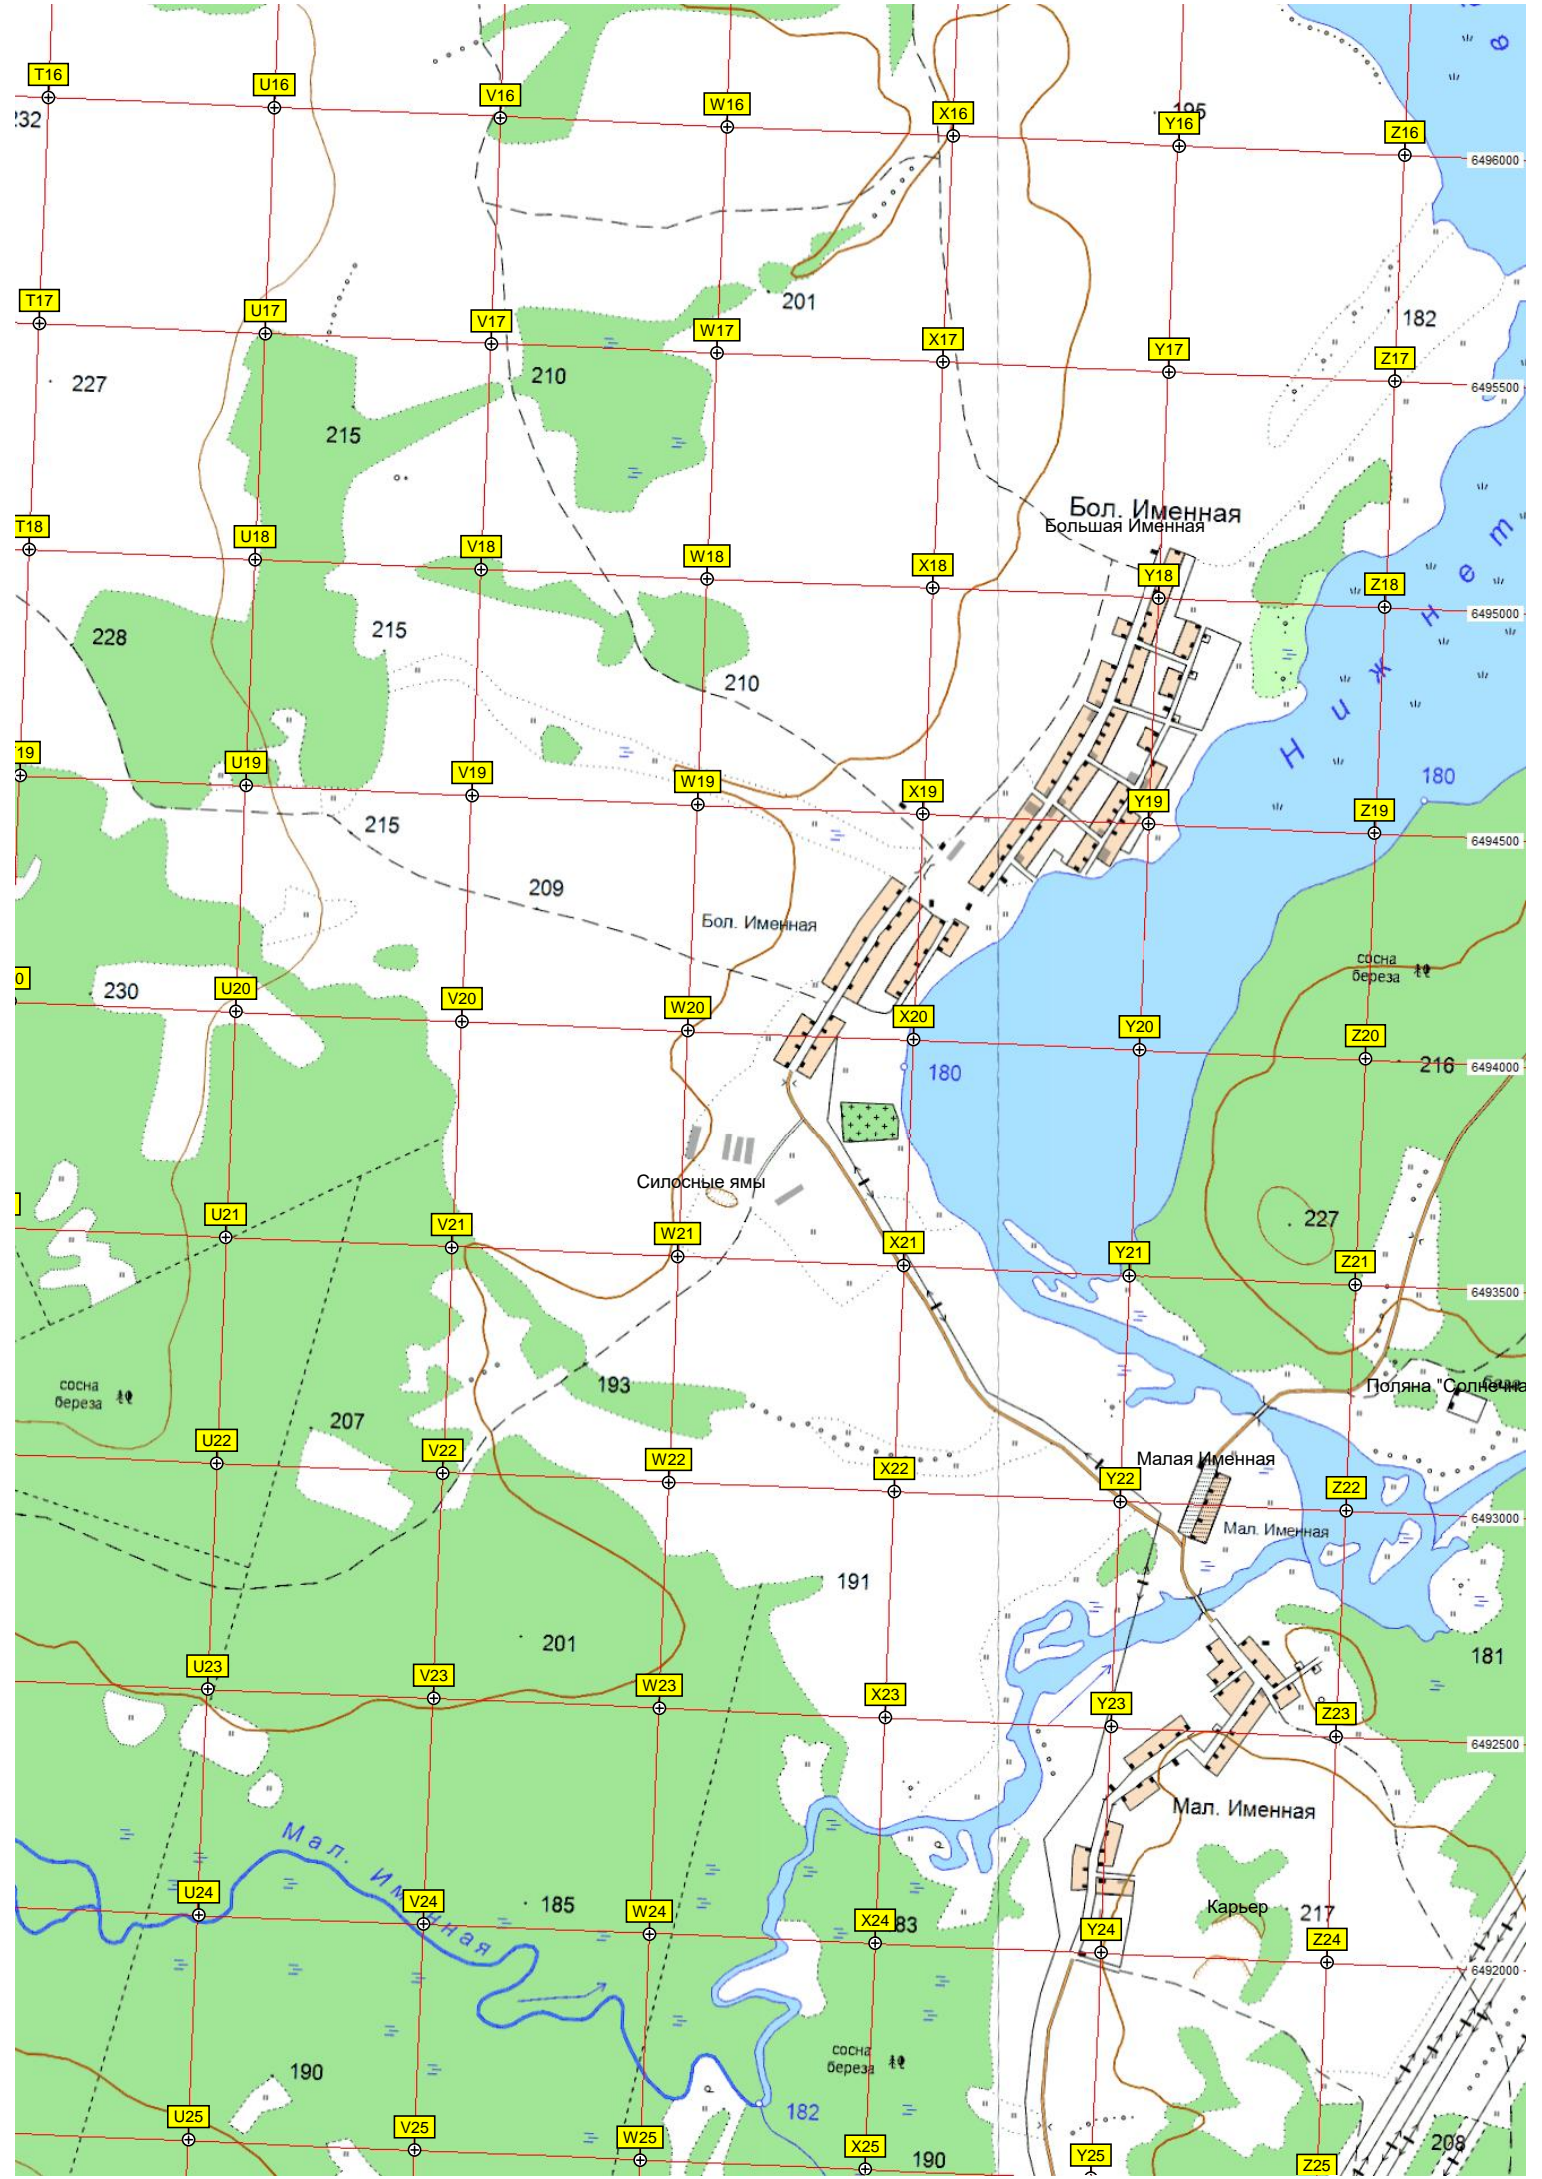 в
T16
U16
V16
W16
X16
195
Y16
Z16
232
6496000
T17
U17
201
V17
W17
X17
Y17
182
Z17
227
210
6495500
215
Бол. Именная
Большая Именная
T18
U18
V18
W18
X18
Y18
Z18
6495000
228
215
210
Нижнет
T19
U19
V19
W19
X19
Y19
Z19
180
215
6494500
209
Бол. Именная
сосна
береза
230
U20
V20
W20
X20
Y20
Z20
216
6494000
180
Силосные ямы
227
U21
V21
W21
X21
Y21
Z21
6493500
193
сосна
береза
Поляна "Солнечна
207
U22
V22
W22
X22
Y22
Малая Именная
Z22
Мал. Именная
6493000
191
201
181
U23
V23
W23
X23
Y23
Z23
6492500
Мал. Именная
Мал. Именная
185
U24
V24
W24
X24
83
Y24
Карьер
217
Z24
6492000
сосна
береза
190
182
U25
V25
W25
X25
190
Y25
208
Z25